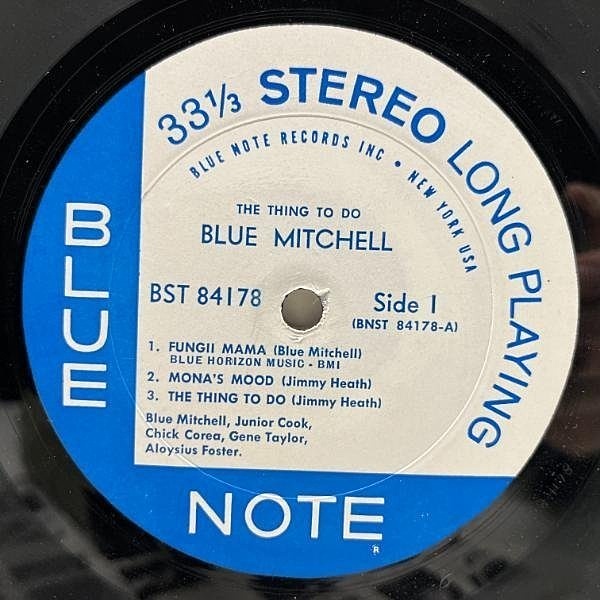 33⅓ STEREO LONG PLAYING
BLUE NOTE RECORDS INC • NEW YORK USA
THE THING TO DO
BLUE MITCHELL
BST 84178
Side 1
(BNST 84178-A)
1. FUNGII MAMA (Blue Mitchell)
BLUE HORIZON MUSIC - BMI
2. MONA'S MOOD (Jimmy Heath)
3. THE THING TO DO (Jimmy Heath)
Blue Mitchell, Junior Cook,
Chick Corea, Gene Taylor,
Aloysius Foster.
BLUE
NOTE
R